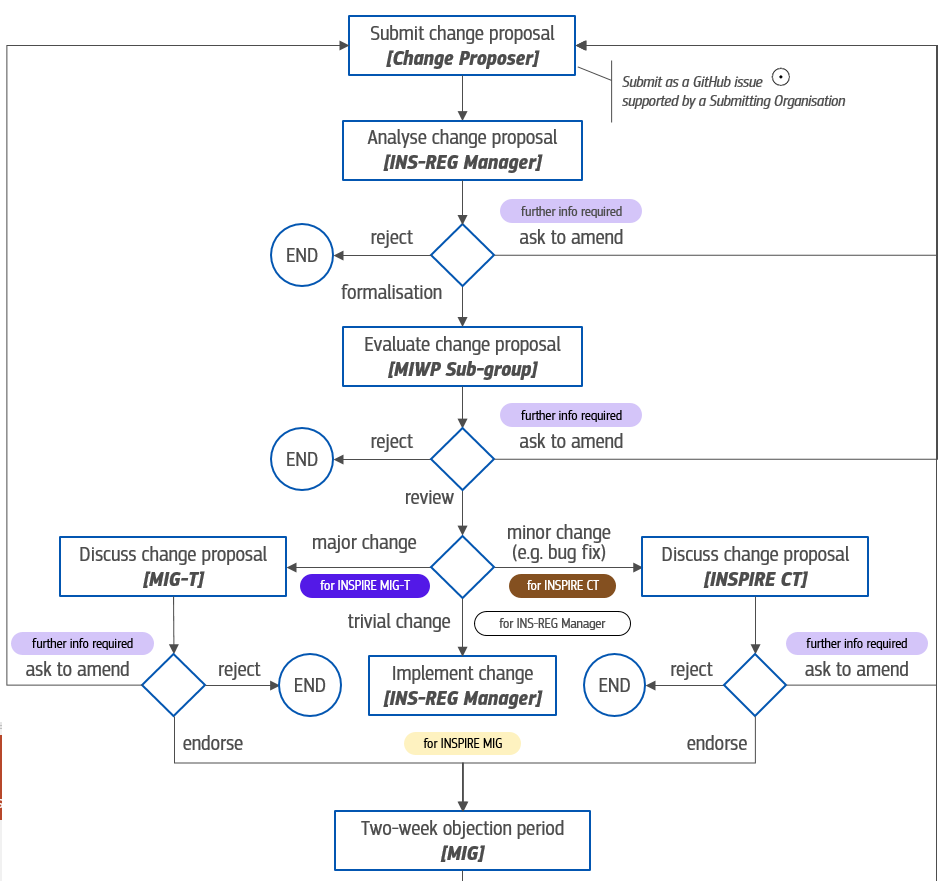 Submit change proposal
[Change Proposer]
Submit as a GitHub issue
supported by a Submitting Organisation
Analyse change proposal
[INS-REG Manager]
further info required
reject
ask to amend
END
formalisation
Evaluate change proposal
[MIWP Sub-group]
further info required
reject
ask to amend
END
review
major change
minor change
(e.g. bug fix)
Discuss change proposal
[MIG-T]
for INSPIRE MIG-T
for INSPIRE CT
Discuss change proposal
[INSPIRE CT]
trivial change
for INS-REG Manager
further info required
ask to amend
reject
END
Implement change
[INS-REG Manager]
END
reject
further info required
ask to amend
endorse
for INSPIRE MIG
endorse
Two-week objection period
[MIG]